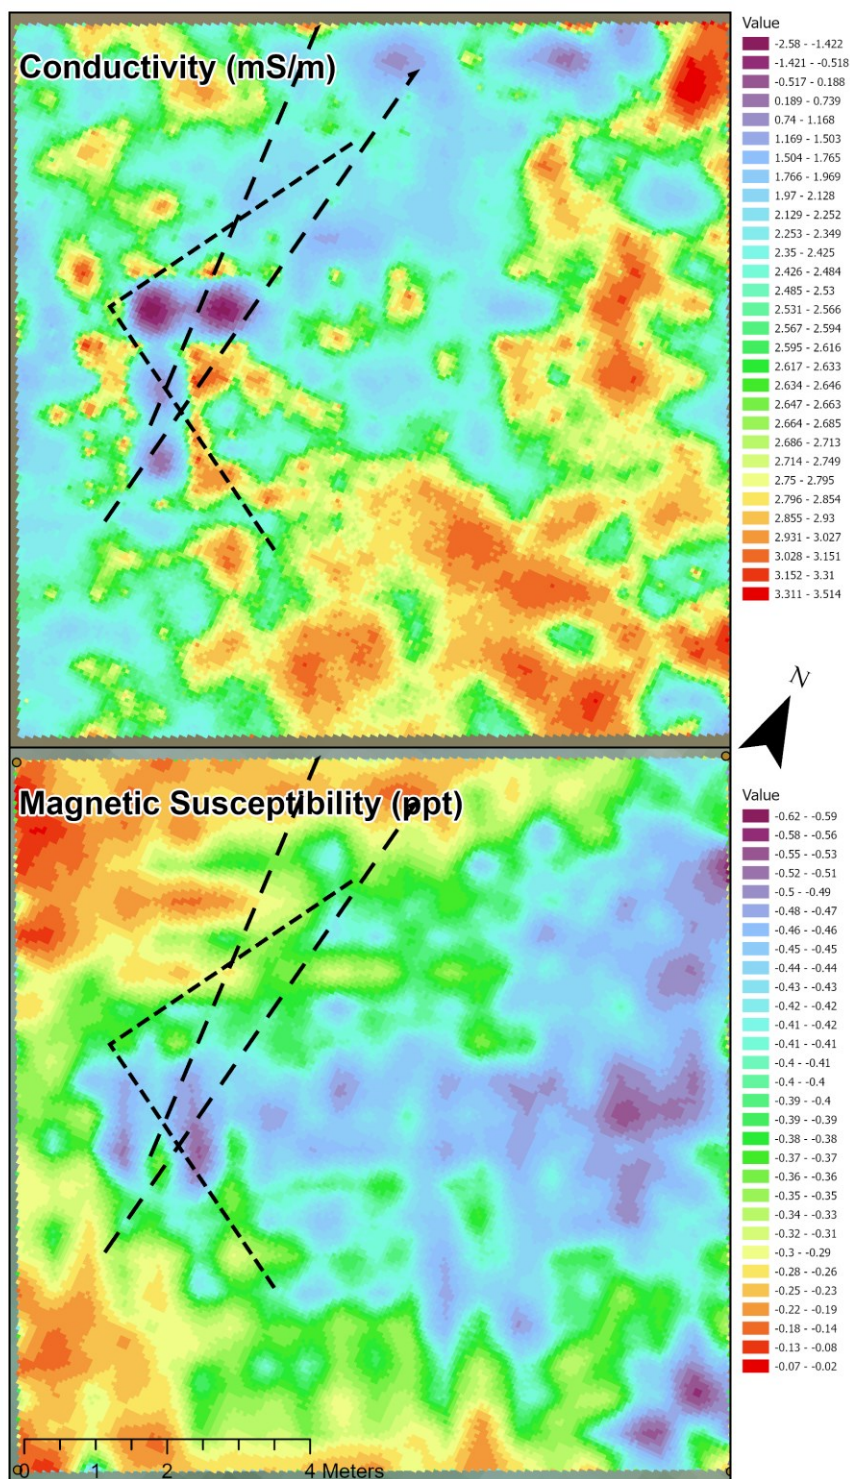 Conductivity (mS/m)
Value
-2.58 - -1.422
-1.421 - -0.518
-0.517 - 0.188
0.189 - 0.739
0.74 - 1.168
1.169 - 1.503
1.504 - 1.765
1.766 - 1.969
1.97 - 2.128
2.129 - 2.252
2.253 - 2.349
2.35 - 2.425
2.426 - 2.484
2.485 - 2.53
2.531 - 2.566
2.567 - 2.594
2.595 - 2.616
2.617 - 2.633
2.634 - 2.646
2.647 - 2.663
2.664 - 2.685
2.686 - 2.713
2.714 - 2.749
2.75 - 2.795
2.796 - 2.854
2.855 - 2.93
2.931 - 3.027
3.028 - 3.151
3.152 - 3.31
3.311 - 3.514
N
Magnetic Susceptibility (ppt)
Value
-0.62 - -0.59
-0.58 - -0.56
-0.55 - -0.53
-0.52 - -0.51
-0.5 - -0.49
-0.48 - -0.47
-0.46 - -0.46
-0.45 - -0.45
-0.44 - -0.44
-0.43 - -0.43
-0.42 - -0.42
-0.41 - -0.42
-0.41 - -0.41
-0.4 - -0.41
-0.4 - -0.4
-0.39 - -0.4
-0.39 - -0.39
-0.38 - -0.38
-0.37 - -0.37
-0.36 - -0.36
-0.35 - -0.35
-0.34 - -0.33
-0.32 - -0.31
-0.3 - -0.29
-0.28 - -0.26
-0.25 - -0.23
-0.22 - -0.19
-0.18 - -0.14
-0.13 - -0.08
-0.07 - -0.02
0 1 2 4 Meters